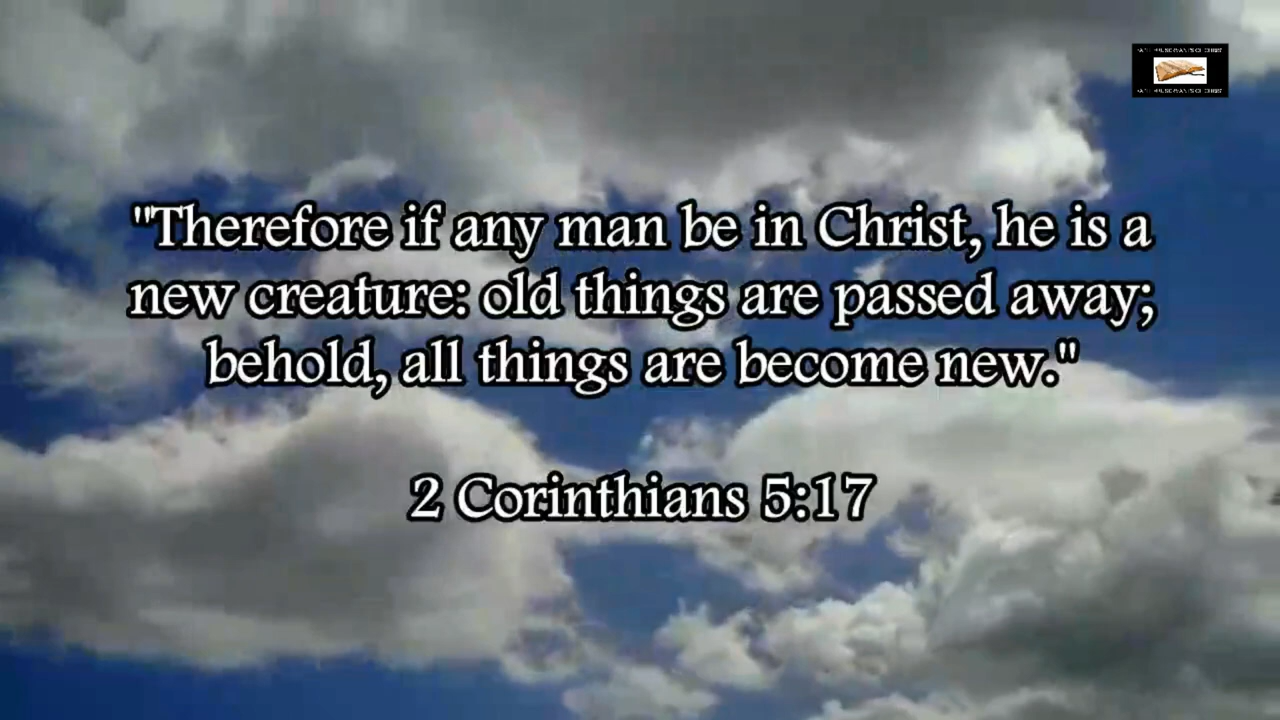 "Therefore if any man be in Christ, he is a
new creature: old things are passed away;
behold, all things are become new."
2 Corinthians 5:17